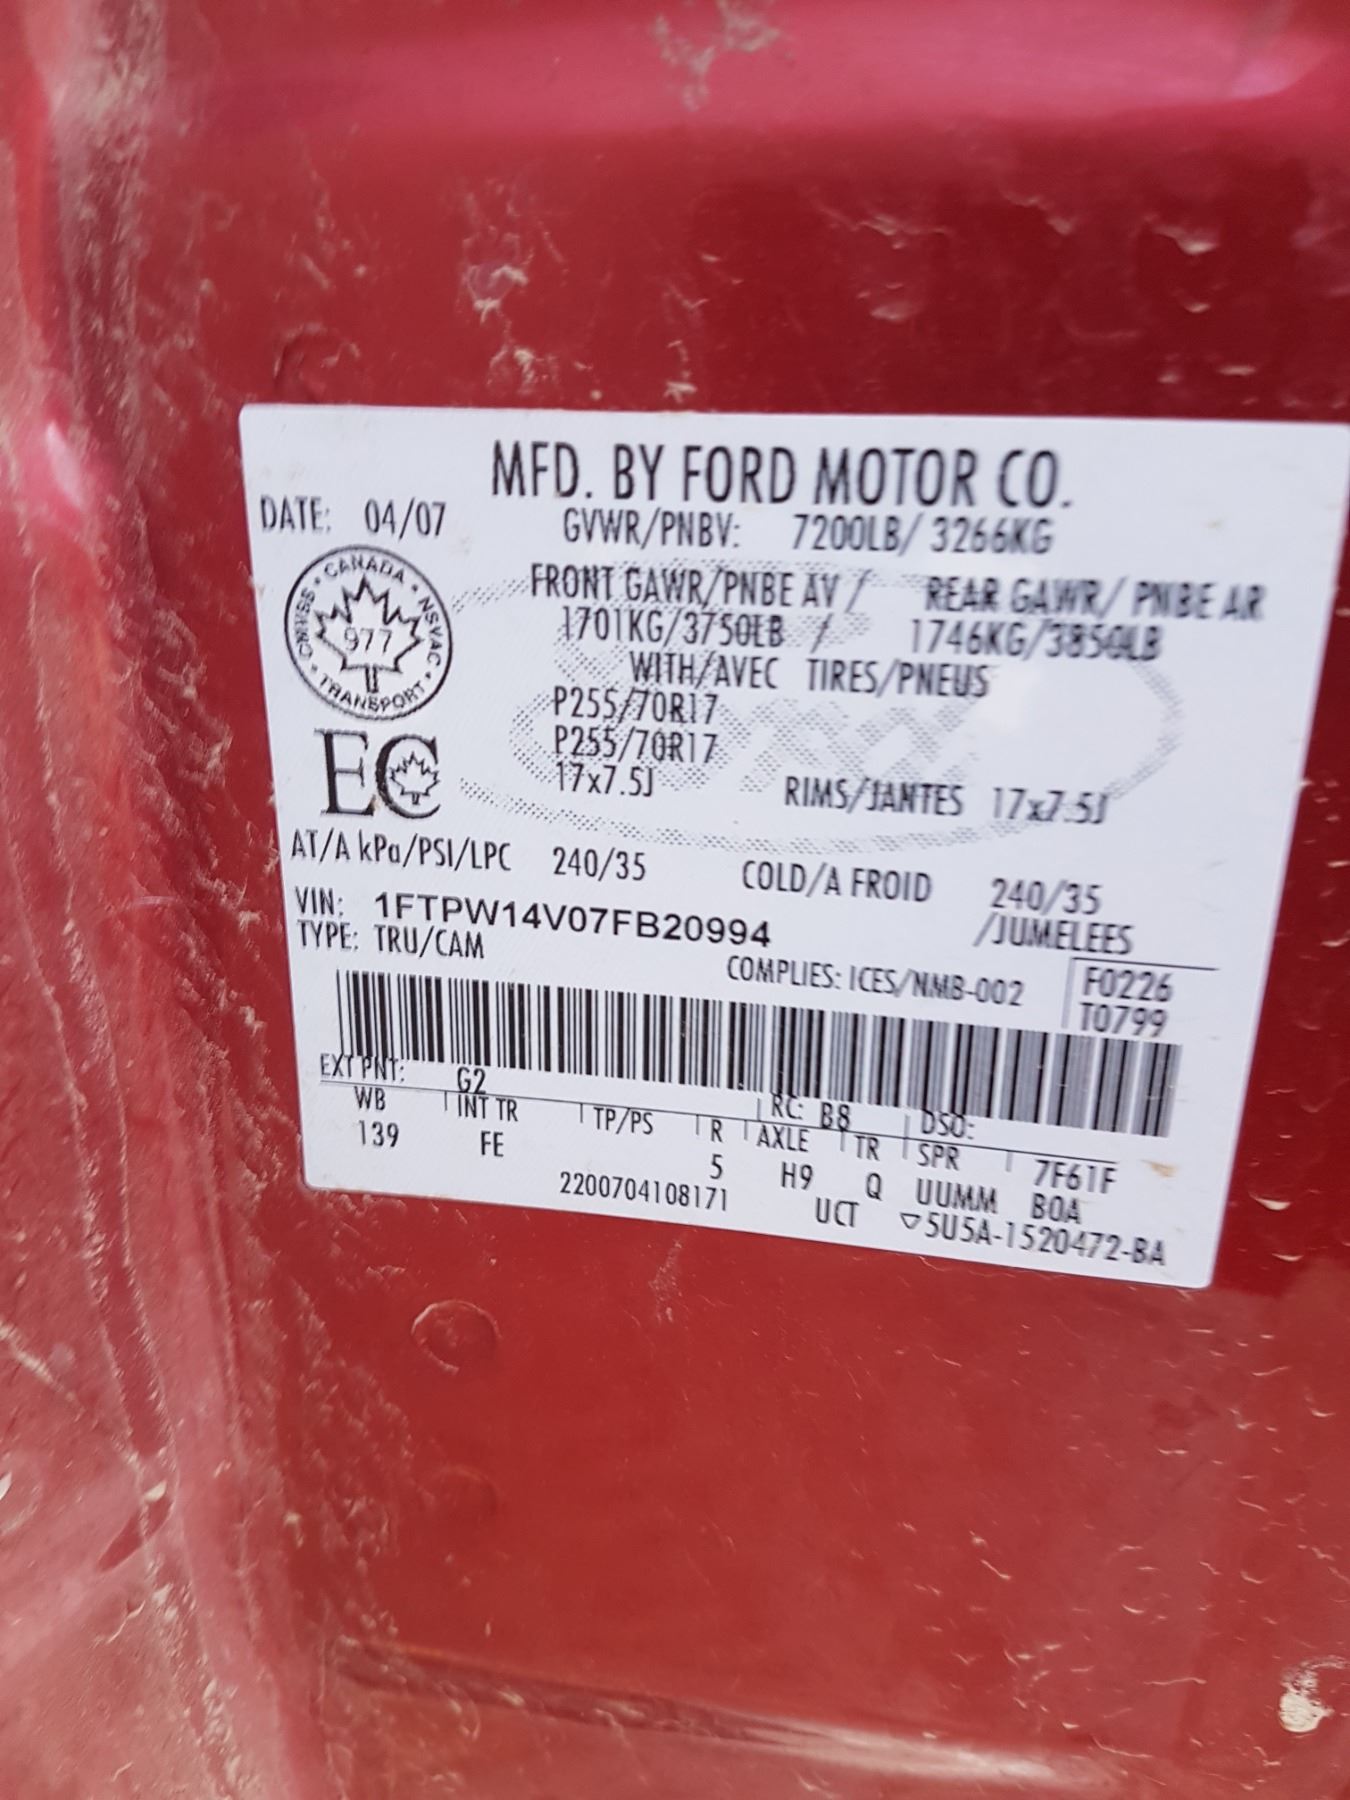 MFD. BY FORD MOTOR CO.
DATE: 04/07
GVWR/PNBV: 7200LB/ 3266KG
CANADA · NSVAC · TRANSPORT · CMVSS ·
977
FRONT GAWR/PNBE AV / REAR GAWR/ PNBE AR
1701KG/3750LB / 1746KG/3850LB
WITH/AVEC TIRES/PNEUS
P255/70R17
P255/70R17
17x7.5J RIMS/JANTES 17x7.5J
EC
AT/A kPa/PSI/LPC 240/35 COLD/A FROID 240/35
VIN: 1FTPW14V07FB20994 /JUMELEES
TYPE: TRU/CAM
COMPLIES: ICES/NMB-002 F0226
T0799
EXT PNT: G2 RC: B8 DSO:
WB INT TR TP/PS R AXLE TR SPR 7F61F
139 FE 5 H9 Q UUMM BOA
2200704108171 UCT ▽5U5A-1520472-BA